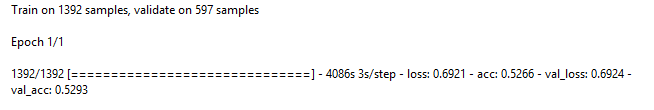 Train on 1392 samples, validate on 597 samples
Epoch 1/1
1392/1392 [==============================] - 4086s 3s/step - loss: 0.6921 - acc: 0.5266 - val_loss: 0.6924 -
val_acc: 0.5293